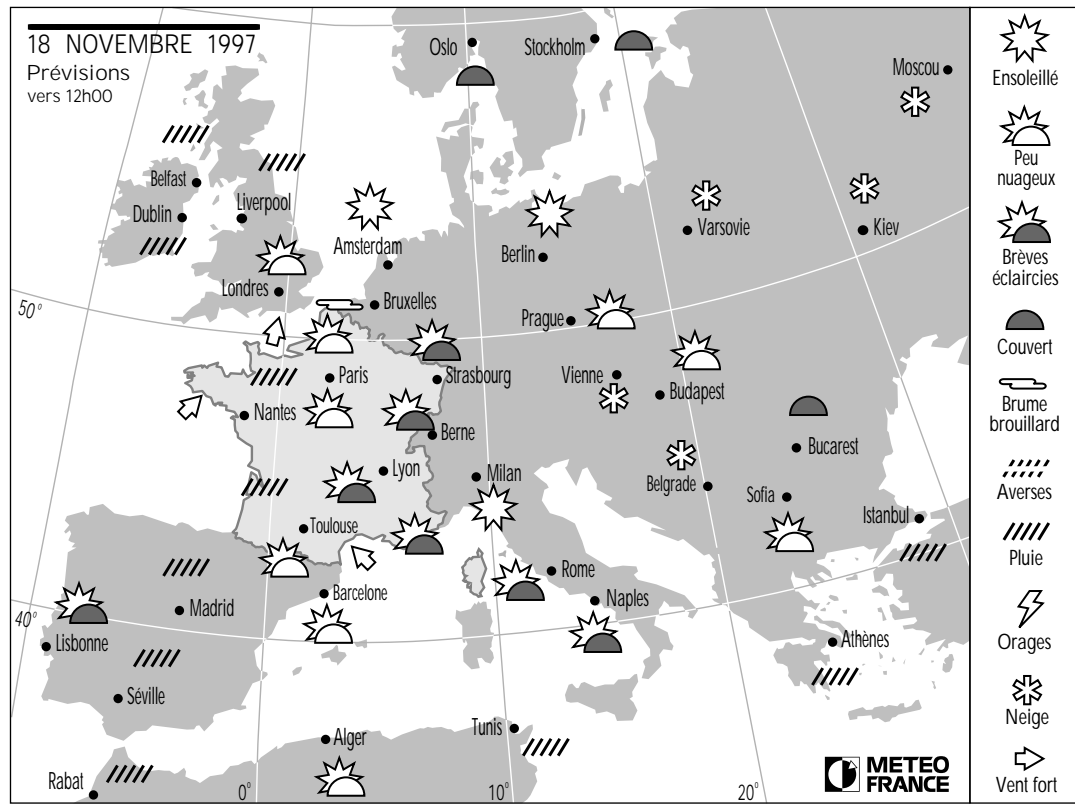 18 NOVEMBRE 1997
Prévisions
vers 12h00
Oslo
Stockholm
Moscou
Belfast
Dublin
Liverpool
Amsterdam
Berlin
Varsovie
Kiev
Londres
Bruxelles
50°
Prague
Paris
Strasbourg
Vienne
Budapest
Nantes
Berne
Bucarest
Lyon
Milan
Belgrade
Sofia
Istanbul
Toulouse
Rome
Barcelone
Naples
Madrid
40°
Lisbonne
Athènes
Séville
Alger
Tunis
Rabat
0°
10°
20°
METEO
FRANCE
Ensoleillé
Peu
nuageux
Brèves
éclaircies
Couvert
Brume
brouillard
Averses
Pluie
Orages
Neige
Vent fort